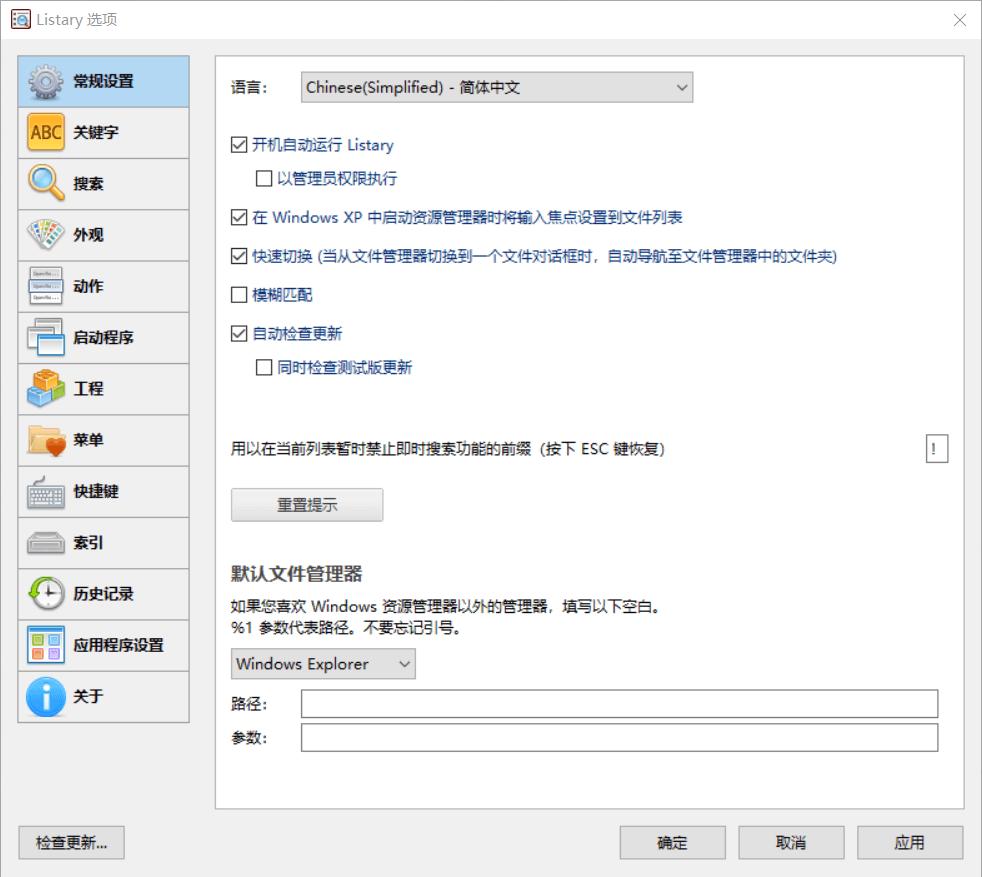 Listary 选项
常规设置
ABC 关键字
搜索
外观
动作
启动程序
工程
菜单
快捷键
索引
历史记录
应用程序设置
关于
语言： Chinese(Simplified) - 简体中文
开机自动运行 Listary
以管理员权限执行
在 Windows XP 中启动资源管理器时将输入焦点设置到文件列表
快速切换 (当从文件管理器切换到一个文件对话框时，自动导航至文件管理器中的文件夹)
模糊匹配
自动检查更新
同时检查测试版更新
用以在当前列表暂时禁止即时搜索功能的前缀（按下 ESC 键恢复） !
重置提示
默认文件管理器
如果您喜欢 Windows 资源管理器以外的管理器，填写以下空白。
%1 参数代表路径。不要忘记引号。
Windows Explorer
路径：
参数：
检查更新... 确定 取消 应用